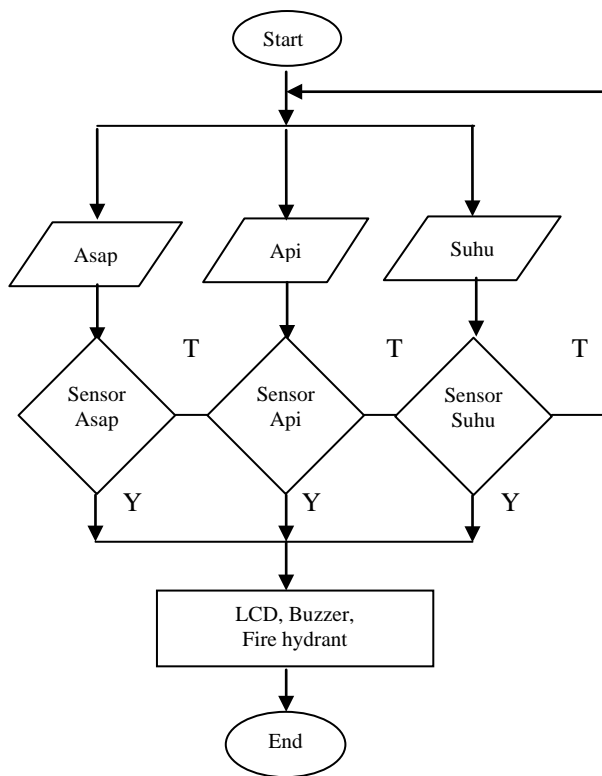 Start
Asap
Api
Suhu
T
T
T
Sensor
Asap
Sensor
Api
Sensor
Suhu
Y
Y
Y
LCD, Buzzer,
Fire hydrant
End